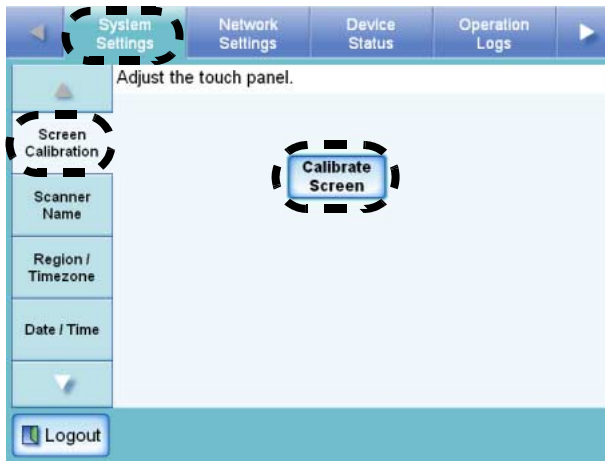 System
Settings
Network
Settings
Device
Status
Operation
Logs
Adjust the touch panel.
Screen
Calibration
Calibrate
Screen
Scanner
Name
Region /
Timezone
Date / Time
Logout